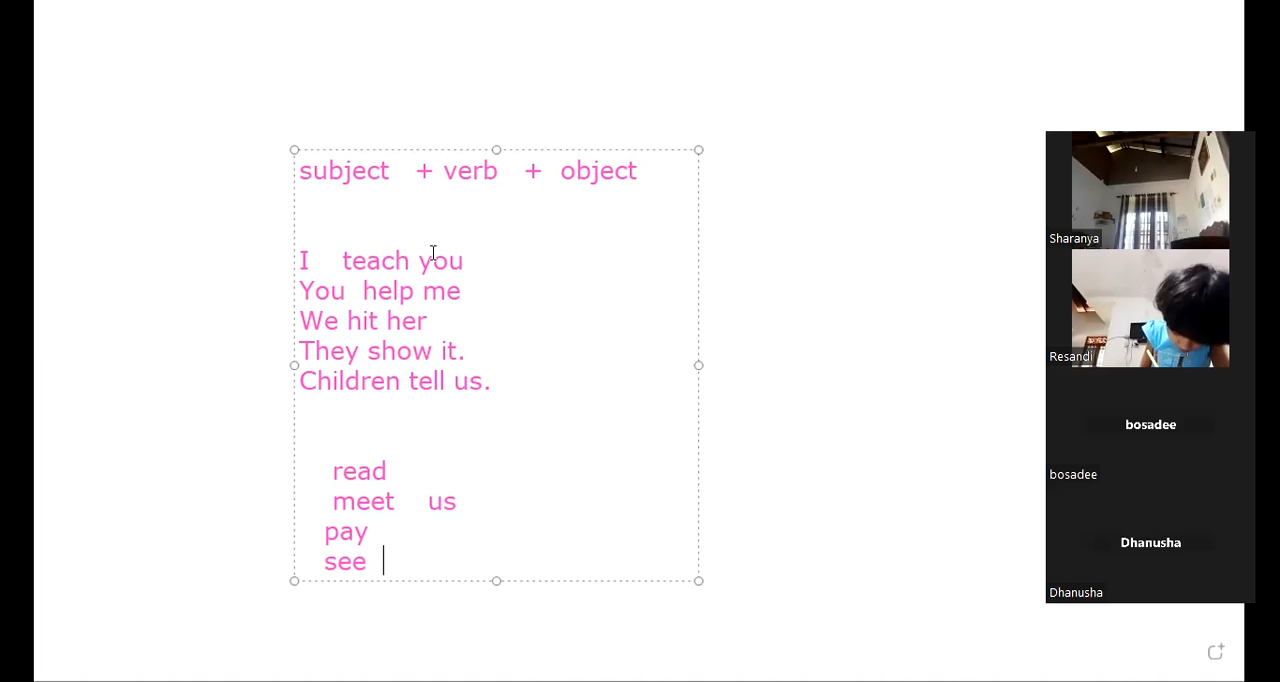 subject + verb + object
I teach you
You help me
We hit her
They show it.
Children tell us.
read
meet us
pay
see
Sharanya
Resandi
bosadee
bosadee
Dhanusha
Dhanusha